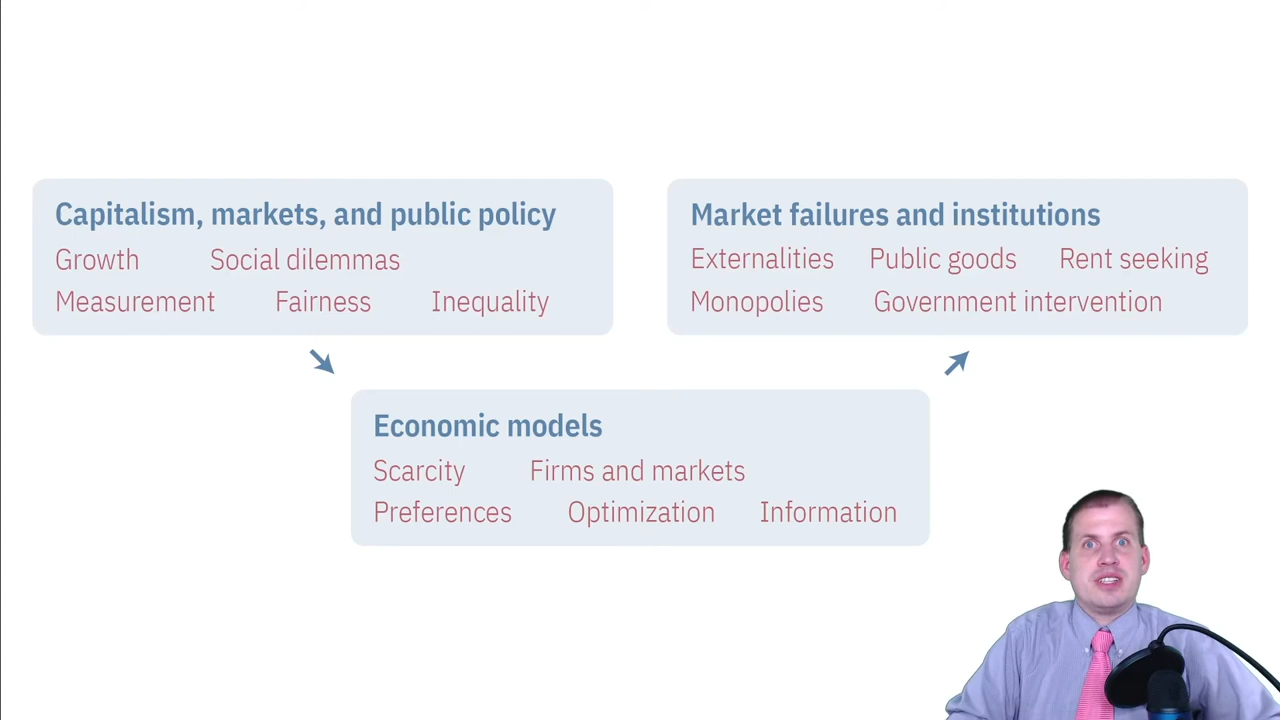 Capitalism, markets, and public policy
Growth Social dilemmas
Measurement Fairness Inequality
Market failures and institutions
Externalities Public goods Rent seeking
Monopolies Government intervention
Economic models
Scarcity Firms and markets
Preferences Optimization Information